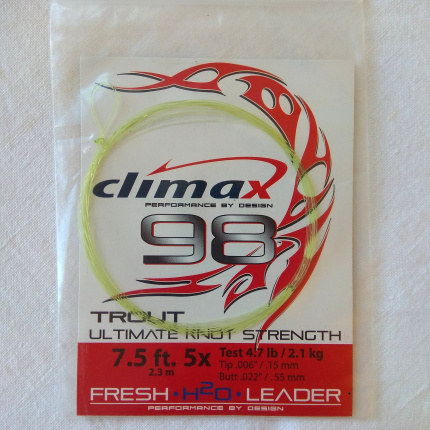 climax
PERFORMANCE BY DESIGN
98
TROUT
ULTIMATE KNOT STRENGTH
7.5 ft. 5x
2.3 m
Test 4.7 lb / 2.1 kg
Tip .006" / .15 mm
Butt .022" / .55 mm
FRESH · H2O · LEADER
PERFORMANCE BY DESIGN